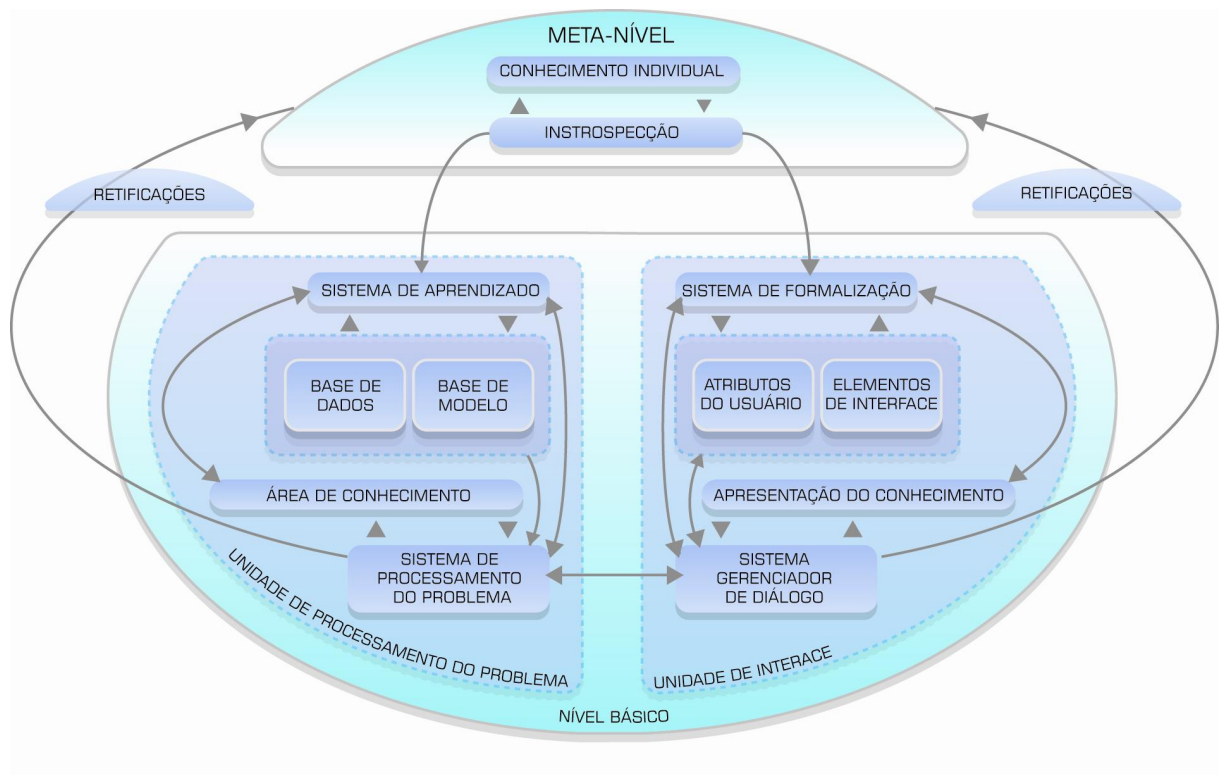 META-NÍVEL
CONHECIMENTO INDIVIDUAL
INSTROSPECÇÃO
RETIFICAÇÕES
RETIFICAÇÕES
SISTEMA DE APRENDIZADO
BASE DE
DADOS
BASE DE
MODELO
ÁREA DE CONHECIMENTO
SISTEMA DE
PROCESSAMENTO
DO PROBLEMA
UNIDADE DE PROCESSAMENTO DO PROBLEMA
SISTEMA DE FORMALIZAÇÃO
ATRIBUTOS
DO USUÁRIO
ELEMENTOS
DE INTERFACE
APRESENTAÇÃO DO CONHECIMENTO
SISTEMA
GERENCIADOR
DE DIÁLOGO
UNIDADE DE INTERACE
NÍVEL BÁSICO